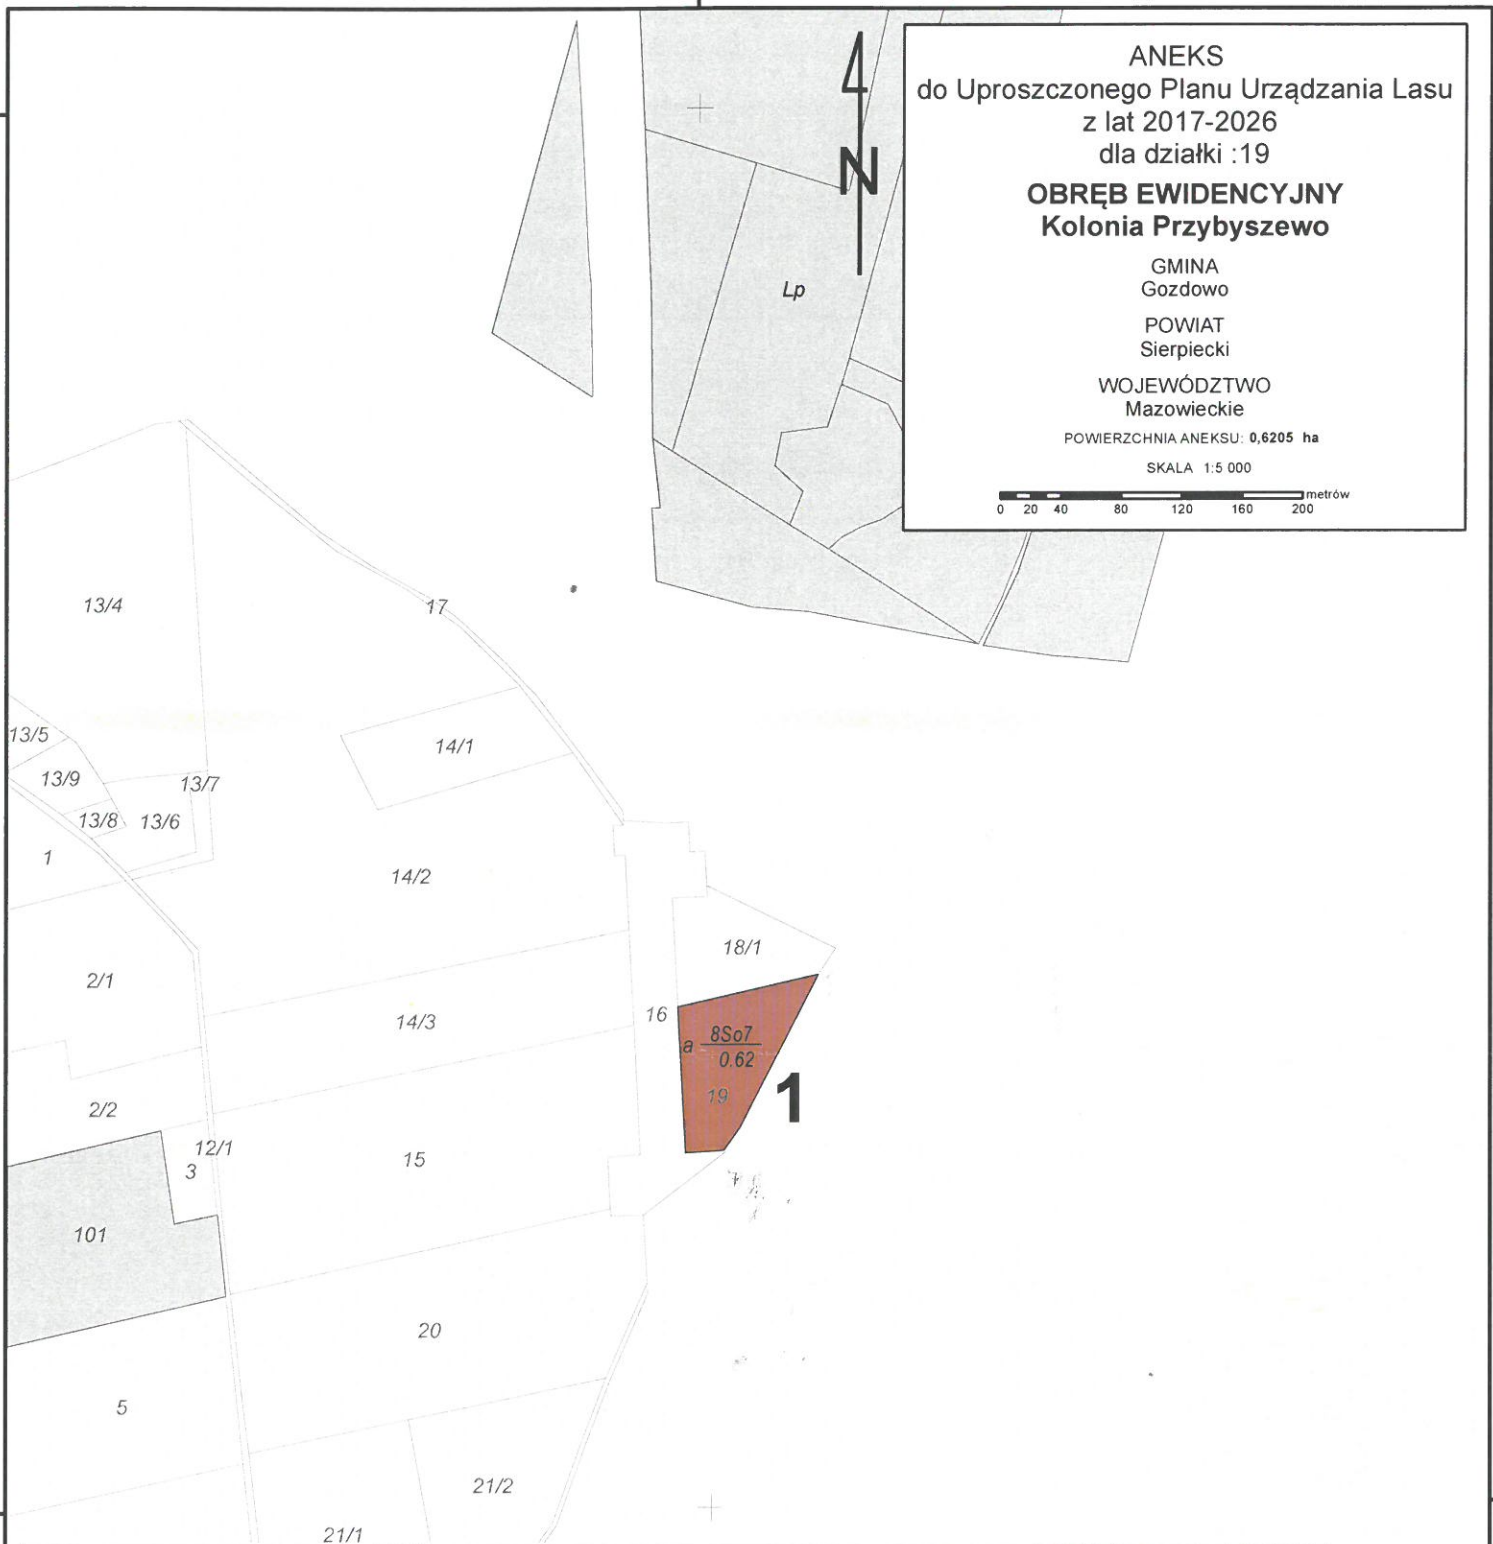 ANEKS
do Uproszczonego Planu Urządzania Lasu
z lat 2017-2026
dla działki :19
OBRĘB EWIDENCYJNY
Kolonia Przybyszewo
GMINA
Gozdowo
POWIAT
Sierpiecki
WOJEWÓDZTWO
Mazowieckie
POWIERZCHNIA ANEKSU: 0,6205 ha
SKALA 1:5 000
metrów
0 20 40 80 120 160 200
N
Lp
13/4
17
13/5
14/1
13/9
13/7
13/8
13/6
1
14/2
18/1
2/1
16
14/3
a 8So7
0.62
19
1
2/2
12/1
3
15
101
20
5
21/2
21/1